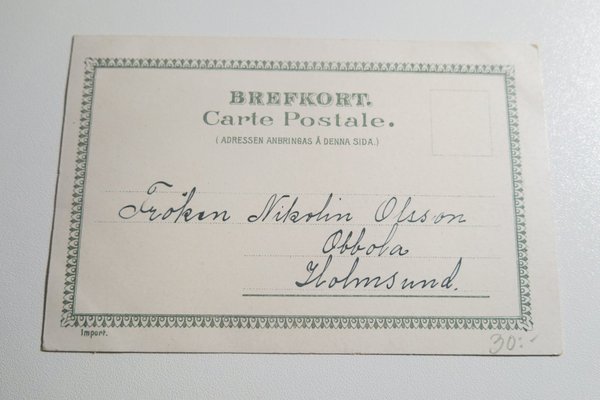 BREFKORT.
Carte Postale.
( ADRESSEN ANBRINGAS Å DENNA SIDA.)
Fröken Nikolin Olsson
Obbola
Holmsund.
Import.
30:-